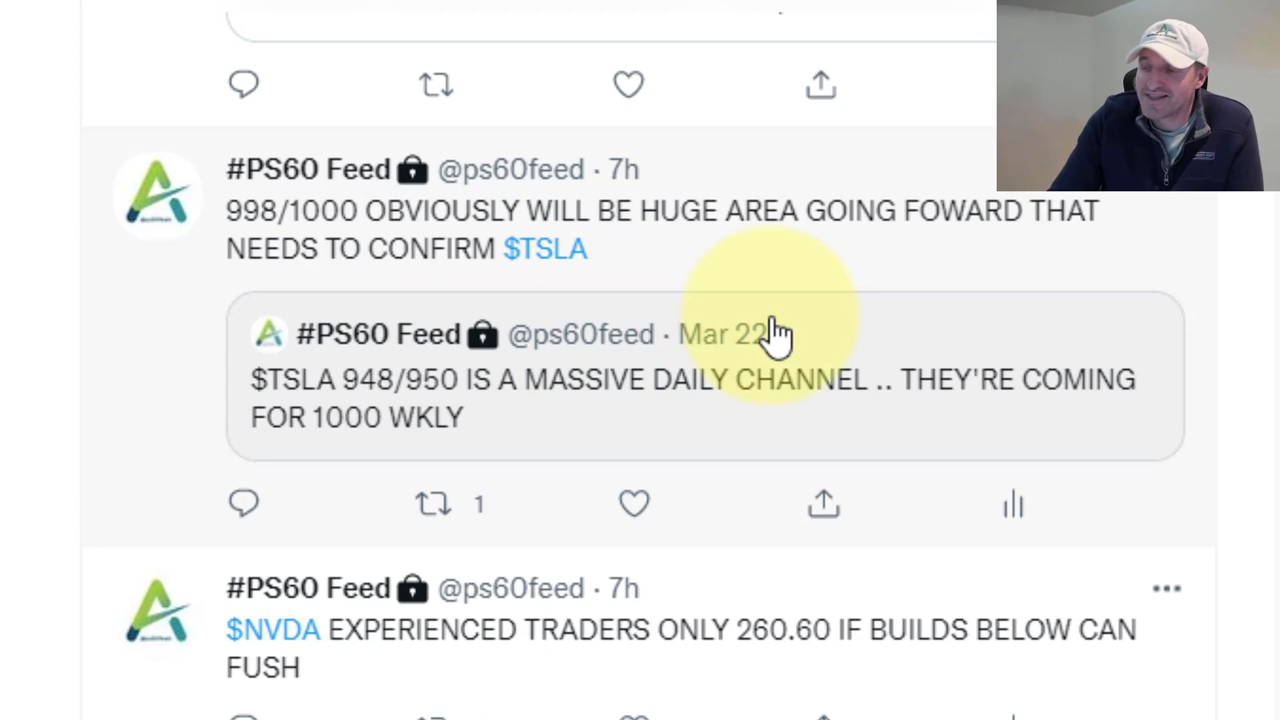 #PS60 Feed @ps60feed · 7h
998/1000 OBVIOUSLY WILL BE HUGE AREA GOING FOWARD THAT
NEEDS TO CONFIRM $TSLA
#PS60 Feed @ps60feed · Mar 22
$TSLA 948/950 IS A MASSIVE DAILY CHANNEL .. THEY'RE COMING
FOR 1000 WKLY
1
#PS60 Feed @ps60feed · 7h
$NVDA EXPERIENCED TRADERS ONLY 260.60 IF BUILDS BELOW CAN
FUSH